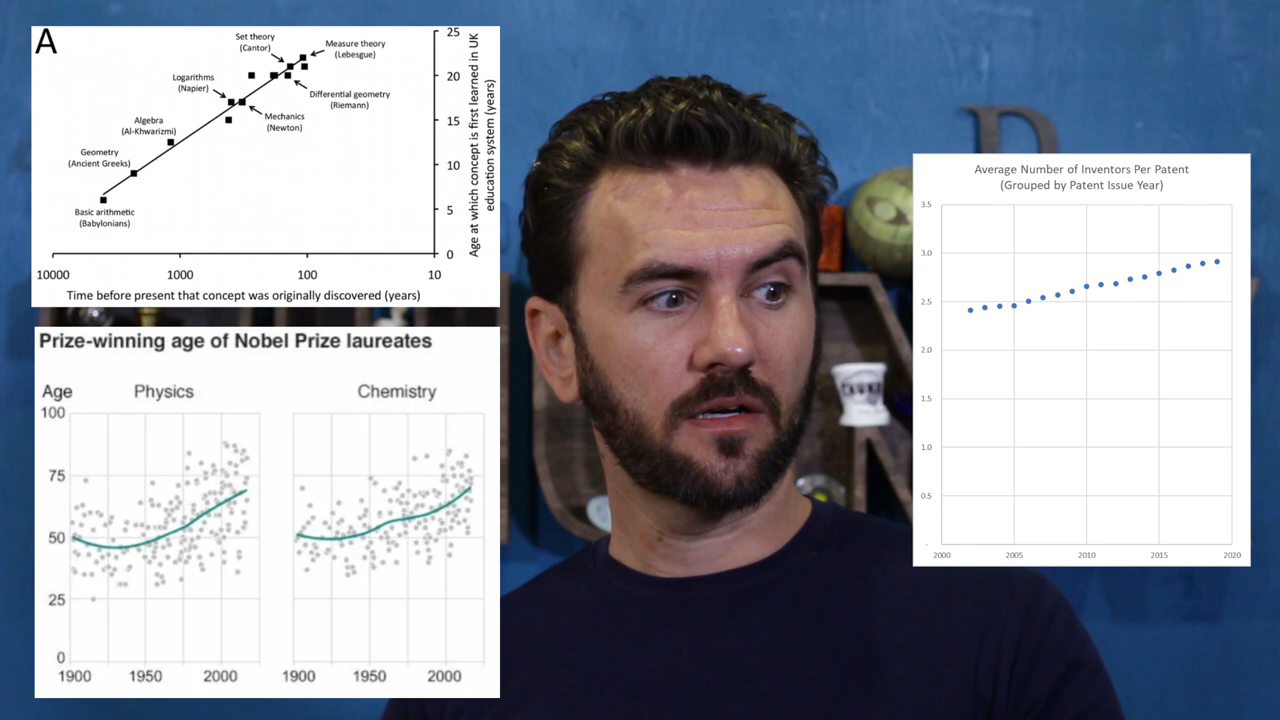 A
Set theory
(Cantor)
Measure theory
(Lebesgue)
Logarithms
(Napier)
Differential geometry
(Riemann)
Mechanics
(Newton)
Algebra
(Al-Khwarizmi)
Geometry
(Ancient Greeks)
Basic arithmetic
(Babylonians)
25
20
15
10
5
0
Age at which concept is first learned in UK
education system (years)
10000 1000 100 10
Time before present that concept was originally discovered (years)
Prize-winning age of Nobel Prize laureates
Age Physics Chemistry
100
75
50
25
0
1900 1950 2000 1900 1950 2000
D
N
Average Number of Inventors Per Patent
(Grouped by Patent Issue Year)
3.5
3.0
2.5
2.0
1.5
1.0
0.5
-
2000 2005 2010 2015 2020